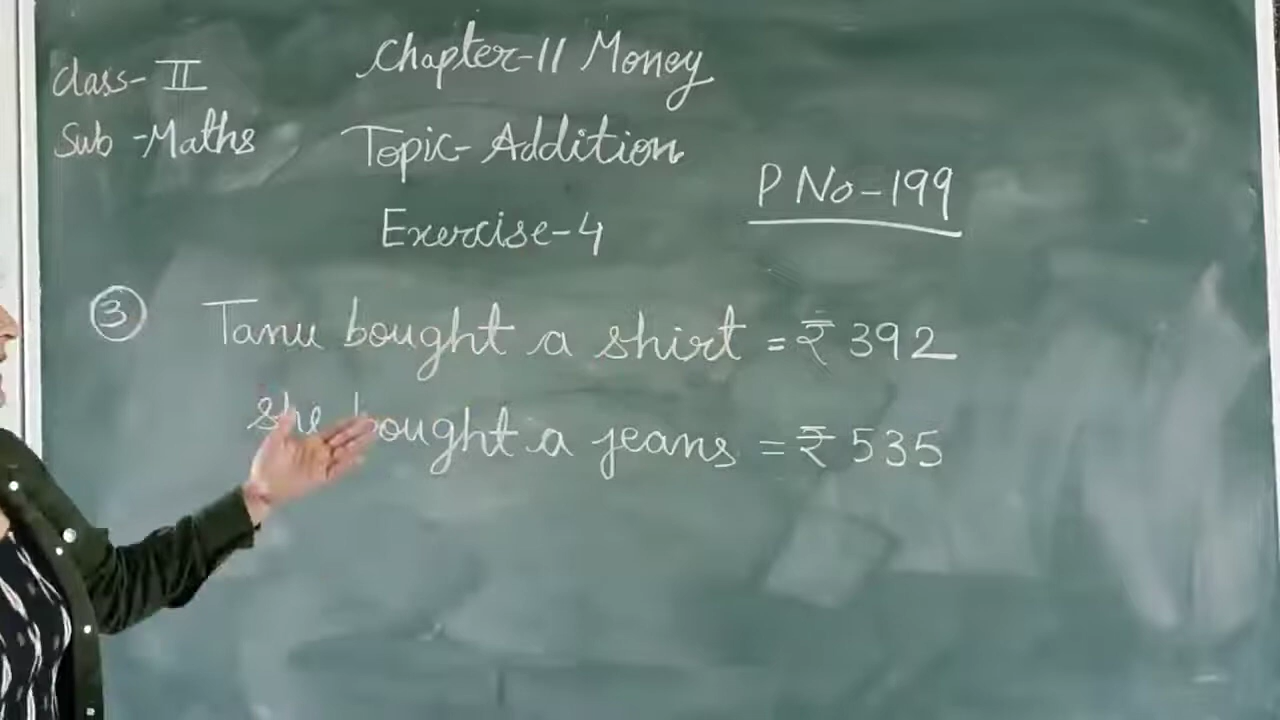 Class-II
Sub-Maths
Chapter-11 Money
Topic-Addition
Exercise-4
P No-199
3 Tanu bought a shirt = ₹ 392
She bought a jeans = ₹ 535